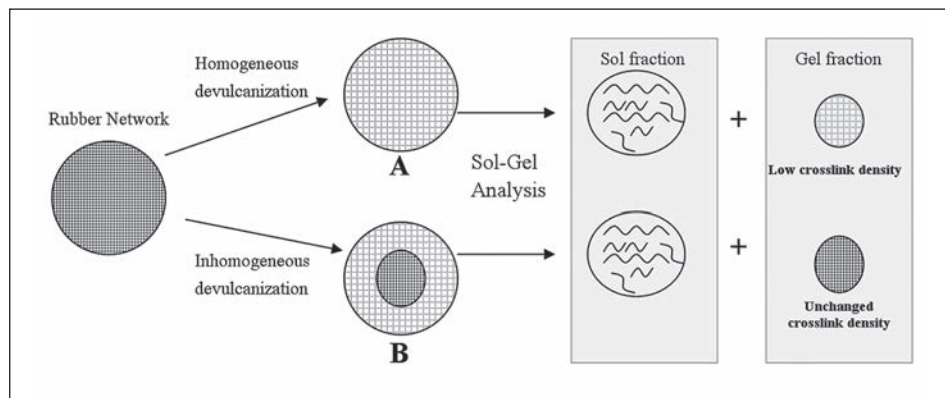 Rubber Network
Homogeneous
devulcanization
Inhomogeneous
devulcanization
A
B
Sol-Gel
Analysis
Sol fraction
+
+
Gel fraction
Low crosslink density
Unchanged
crosslink density